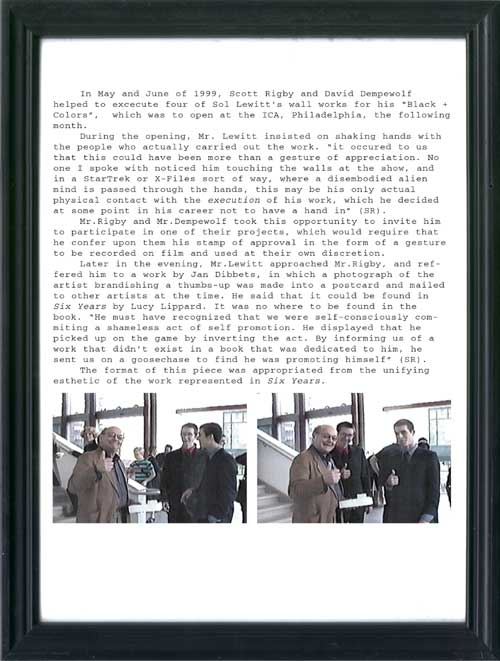 In May and June of 1999, Scott Rigby and David Dempewolf
helped to excecute four of Sol Lewitt's wall works for his "Black +
Colors", which was to open at the ICA, Philadelphia, the following
month.
During the opening, Mr. Lewitt insisted on shaking hands with
the people who actually carried out the work. "it occured to us
that this could have been more than a gesture of appreciation. No
one I spoke with noticed him touching the walls at the show, and
in a StarTrek or X-Files sort of way, where a disembodied alien
mind is passed through the hands, this may be his only actual
physical contact with the execution of his work, which he decided
at some point in his career not to have a hand in" (SR).
Mr.Rigby and Mr.Dempewolf took this opportunity to invite him
to participate in one of their projects, which would require that
he confer upon them his stamp of approval in the form of a gesture
to be recorded on film and used at their own discretion.
Later in the evening, Mr.Lewitt approached Mr.Rigby, and ref-
fered him to a work by Jan Dibbets, in which a photograph of the
artist brandishing a thumbs-up was made into a postcard and mailed
to other artists at the time. He said that it could be found in
Six Years by Lucy Lippard. It was no where to be found in the
book. "He must have recognized that we were self-consciously com-
miting a shameless act of self promotion. He displayed that he
picked up on the game by inverting the act. By informing us of a
work that didn't exist in a book that was dedicated to him, he
sent us on a goosechase to find he was promoting himself" (SR).
The format of this piece was appropriated from the unifying
esthetic of the work represented in Six Years.